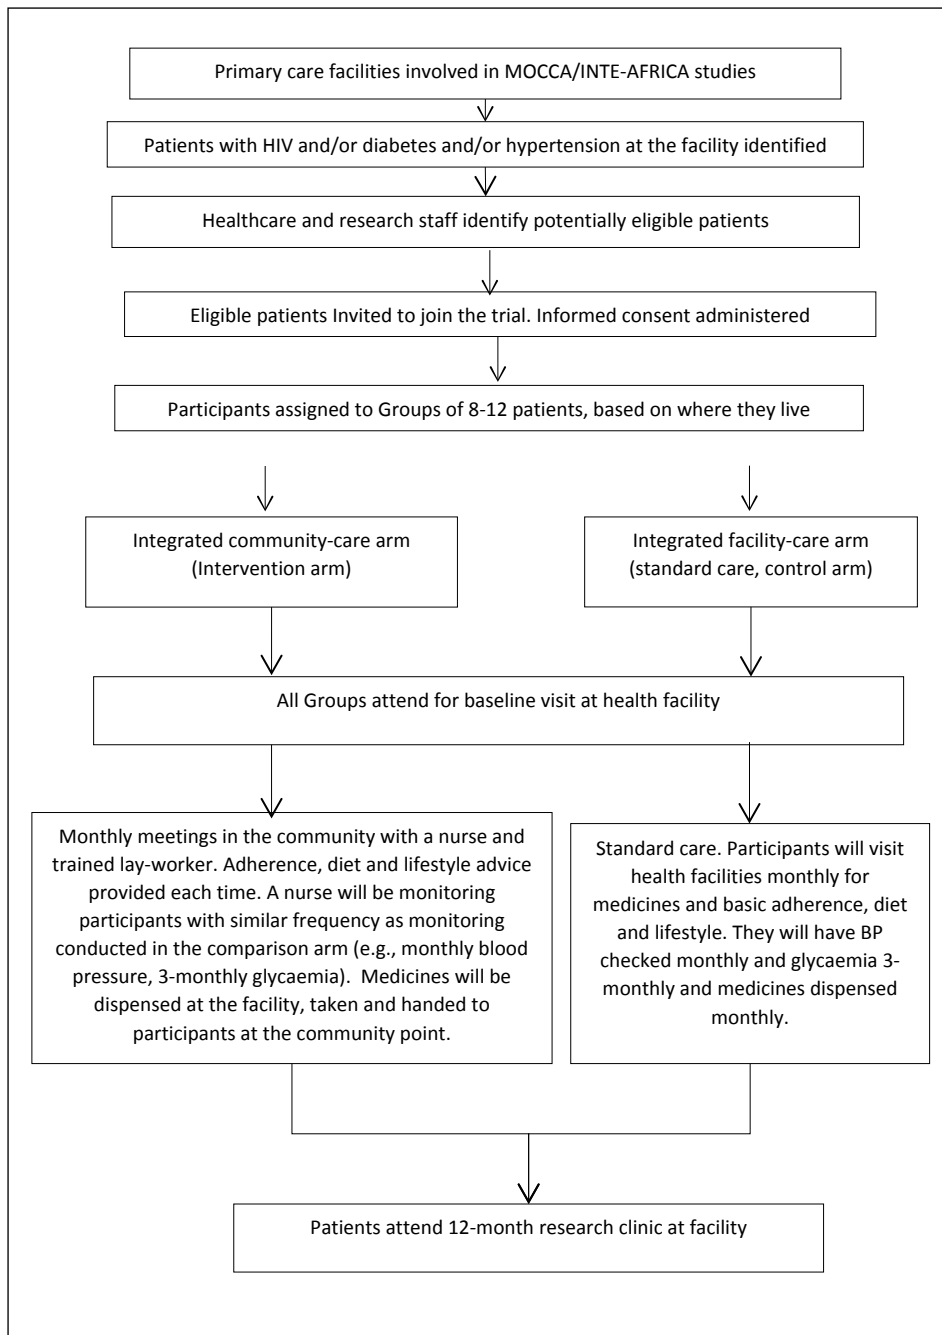 Primary care facilities involved in MOCCA/INTE-AFRICA studies
Patients with HIV and/or diabetes and/or hypertension at the facility identified
Healthcare and research staff identify potentially eligible patients
Eligible patients Invited to join the trial. Informed consent administered
Participants assigned to Groups of 8-12 patients, based on where they live
Integrated community-care arm
(Intervention arm)
Integrated facility-care arm
(standard care, control arm)
All Groups attend for baseline visit at health facility
Monthly meetings in the community with a nurse and
trained lay-worker. Adherence, diet and lifestyle advice
provided each time. A nurse will be monitoring
participants with similar frequency as monitoring
conducted in the comparison arm (e.g., monthly blood
pressure, 3-monthly glycaemia).  Medicines will be
dispensed at the facility, taken and handed to
participants at the community point.
Standard care. Participants will visit
health facilities monthly for
medicines and basic adherence, diet
and lifestyle. They will have BP
checked monthly and glycaemia 3-
monthly and medicines dispensed
monthly.
Patients attend 12-month research clinic at facility